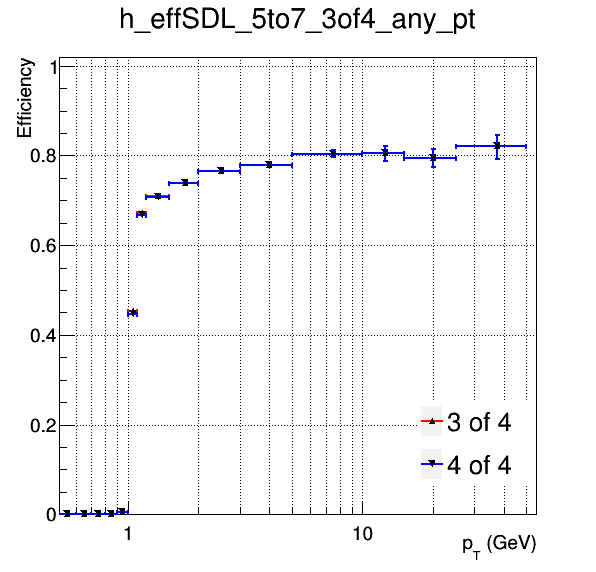 h_effSDL_5to7_3of4_any_pt
Efficiency
1
0.8
0.6
0.4
0.2
0
3 of 4
4 of 4
1
10
p_T (GeV)